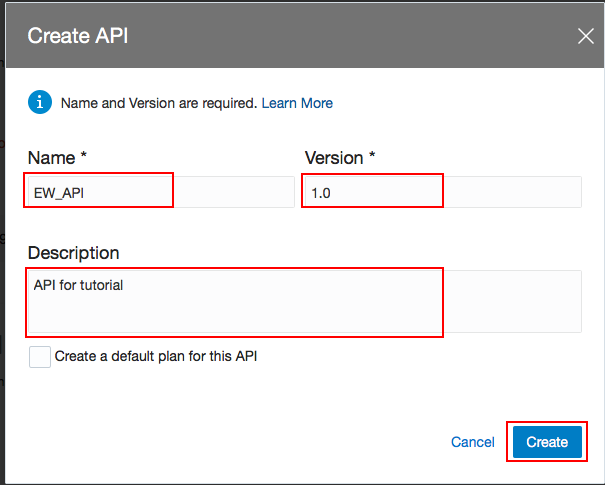 Create API
Name and Version are required. Learn More
Name * Version *
EW_API 1.0
Description
API for tutorial
Create a default plan for this API
Cancel Create